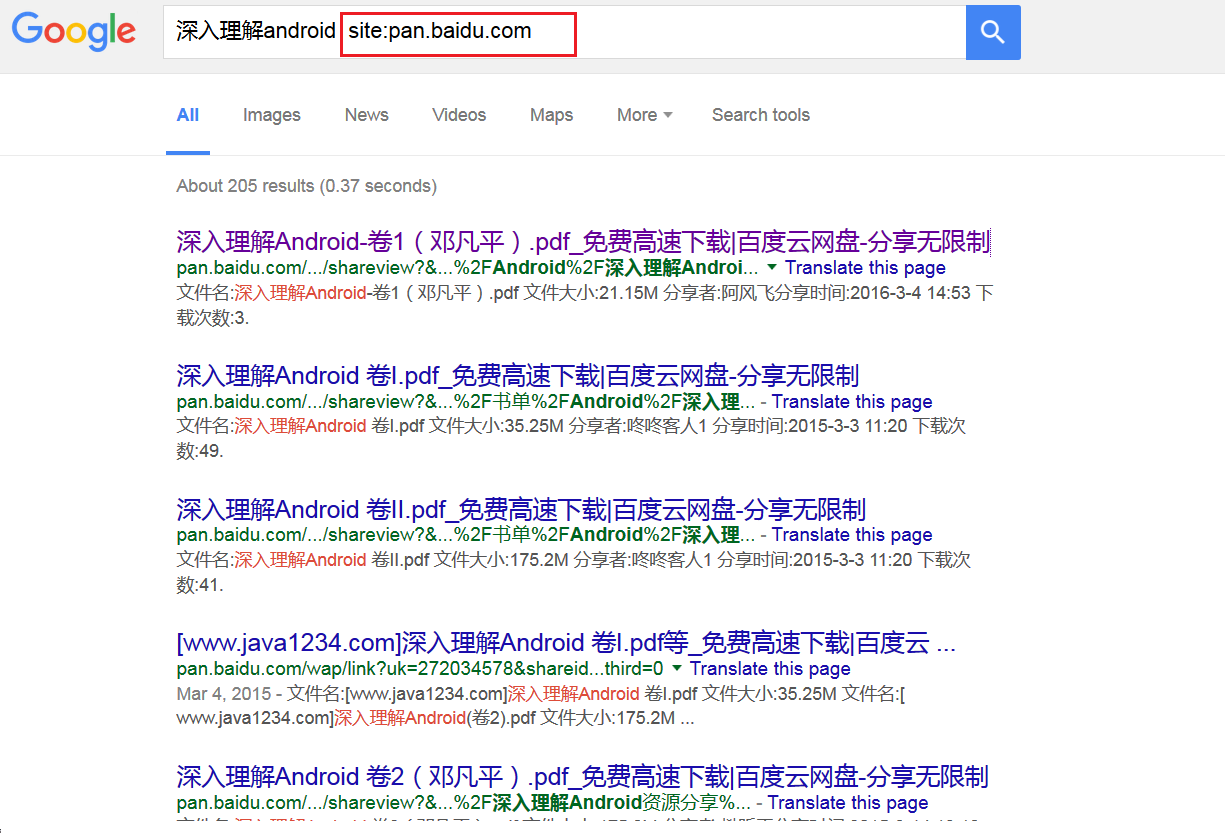 Google
深入理解android site:pan.baidu.com
All Images News Videos Maps More Search tools
About 205 results (0.37 seconds)
深入理解Android-卷1（邓凡平）.pdf_免费高速下载|百度云网盘-分享无限制
pan.baidu.com/.../shareview?&...%2FAndroid%2F深入理解Androi... Translate this page
文件名:深入理解Android-卷1（邓凡平）.pdf 文件大小:21.15M 分享者:阿风飞分享时间:2016-3-4 14:53 下
载次数:3.
深入理解Android 卷I.pdf_免费高速下载|百度云网盘-分享无限制
pan.baidu.com/.../shareview?&...%2F书单%2FAndroid%2F深入理... - Translate this page
文件名:深入理解Android 卷I.pdf 文件大小:35.25M 分享者:咚咚客人1 分享时间:2015-3-3 11:20 下载次
数:49.
深入理解Android 卷II.pdf_免费高速下载|百度云网盘-分享无限制
pan.baidu.com/.../shareview?&...%2F书单%2FAndroid%2F深入理... - Translate this page
文件名:深入理解Android 卷II.pdf 文件大小:175.2M 分享者:咚咚客人1 分享时间:2015-3-3 11:20 下载次
数:41.
[www.java1234.com]深入理解Android 卷I.pdf等_免费高速下载|百度云 ...
pan.baidu.com/wap/link?uk=272034578&shareid...third=0 Translate this page
Mar 4, 2015 - 文件名:[www.java1234.com]深入理解Android 卷I.pdf 文件大小:35.25M 文件名:[
www.java1234.com]深入理解Android(卷2).pdf 文件大小:175.2M ...
深入理解Android 卷2（邓凡平）.pdf_免费高速下载|百度云网盘-分享无限制
pan.baidu.com/.../shareview?&...%2F深入理解Android资源分享%... - Translate this page